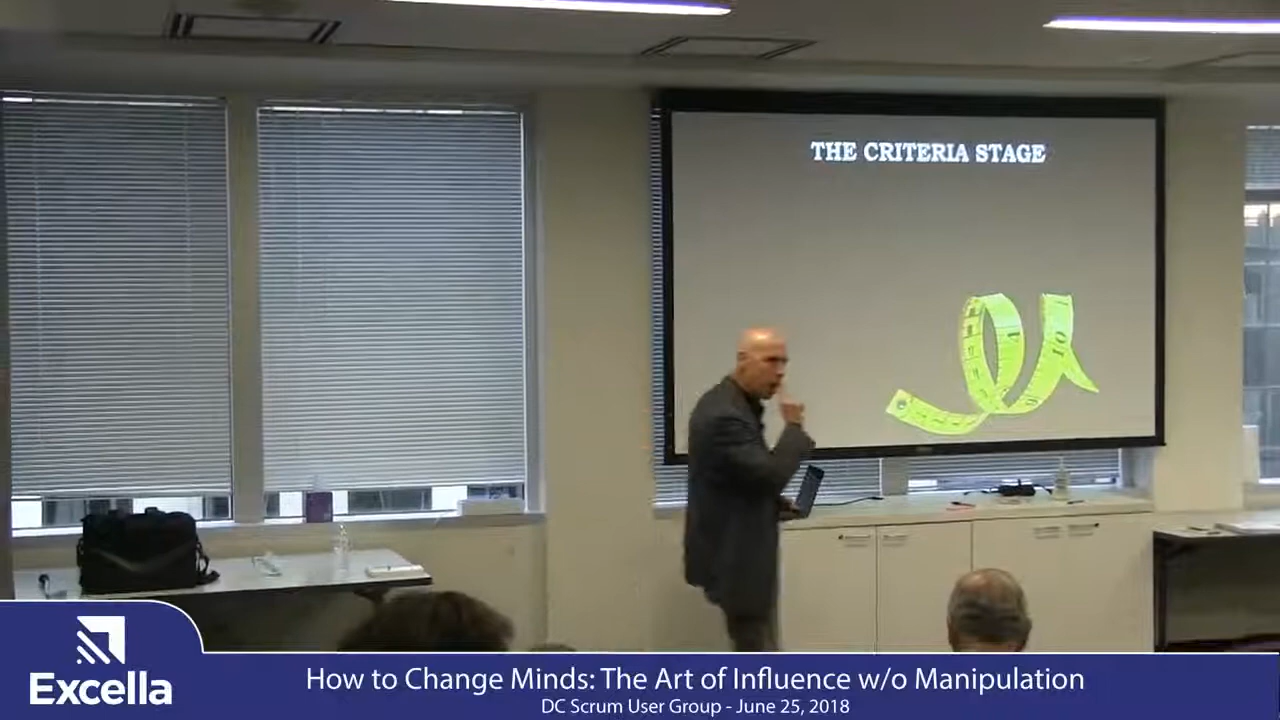 THE CRITERIA STAGE
10
Excella
How to Change Minds: The Art of Influence w/o Manipulation
DC Scrum User Group - June 25, 2018